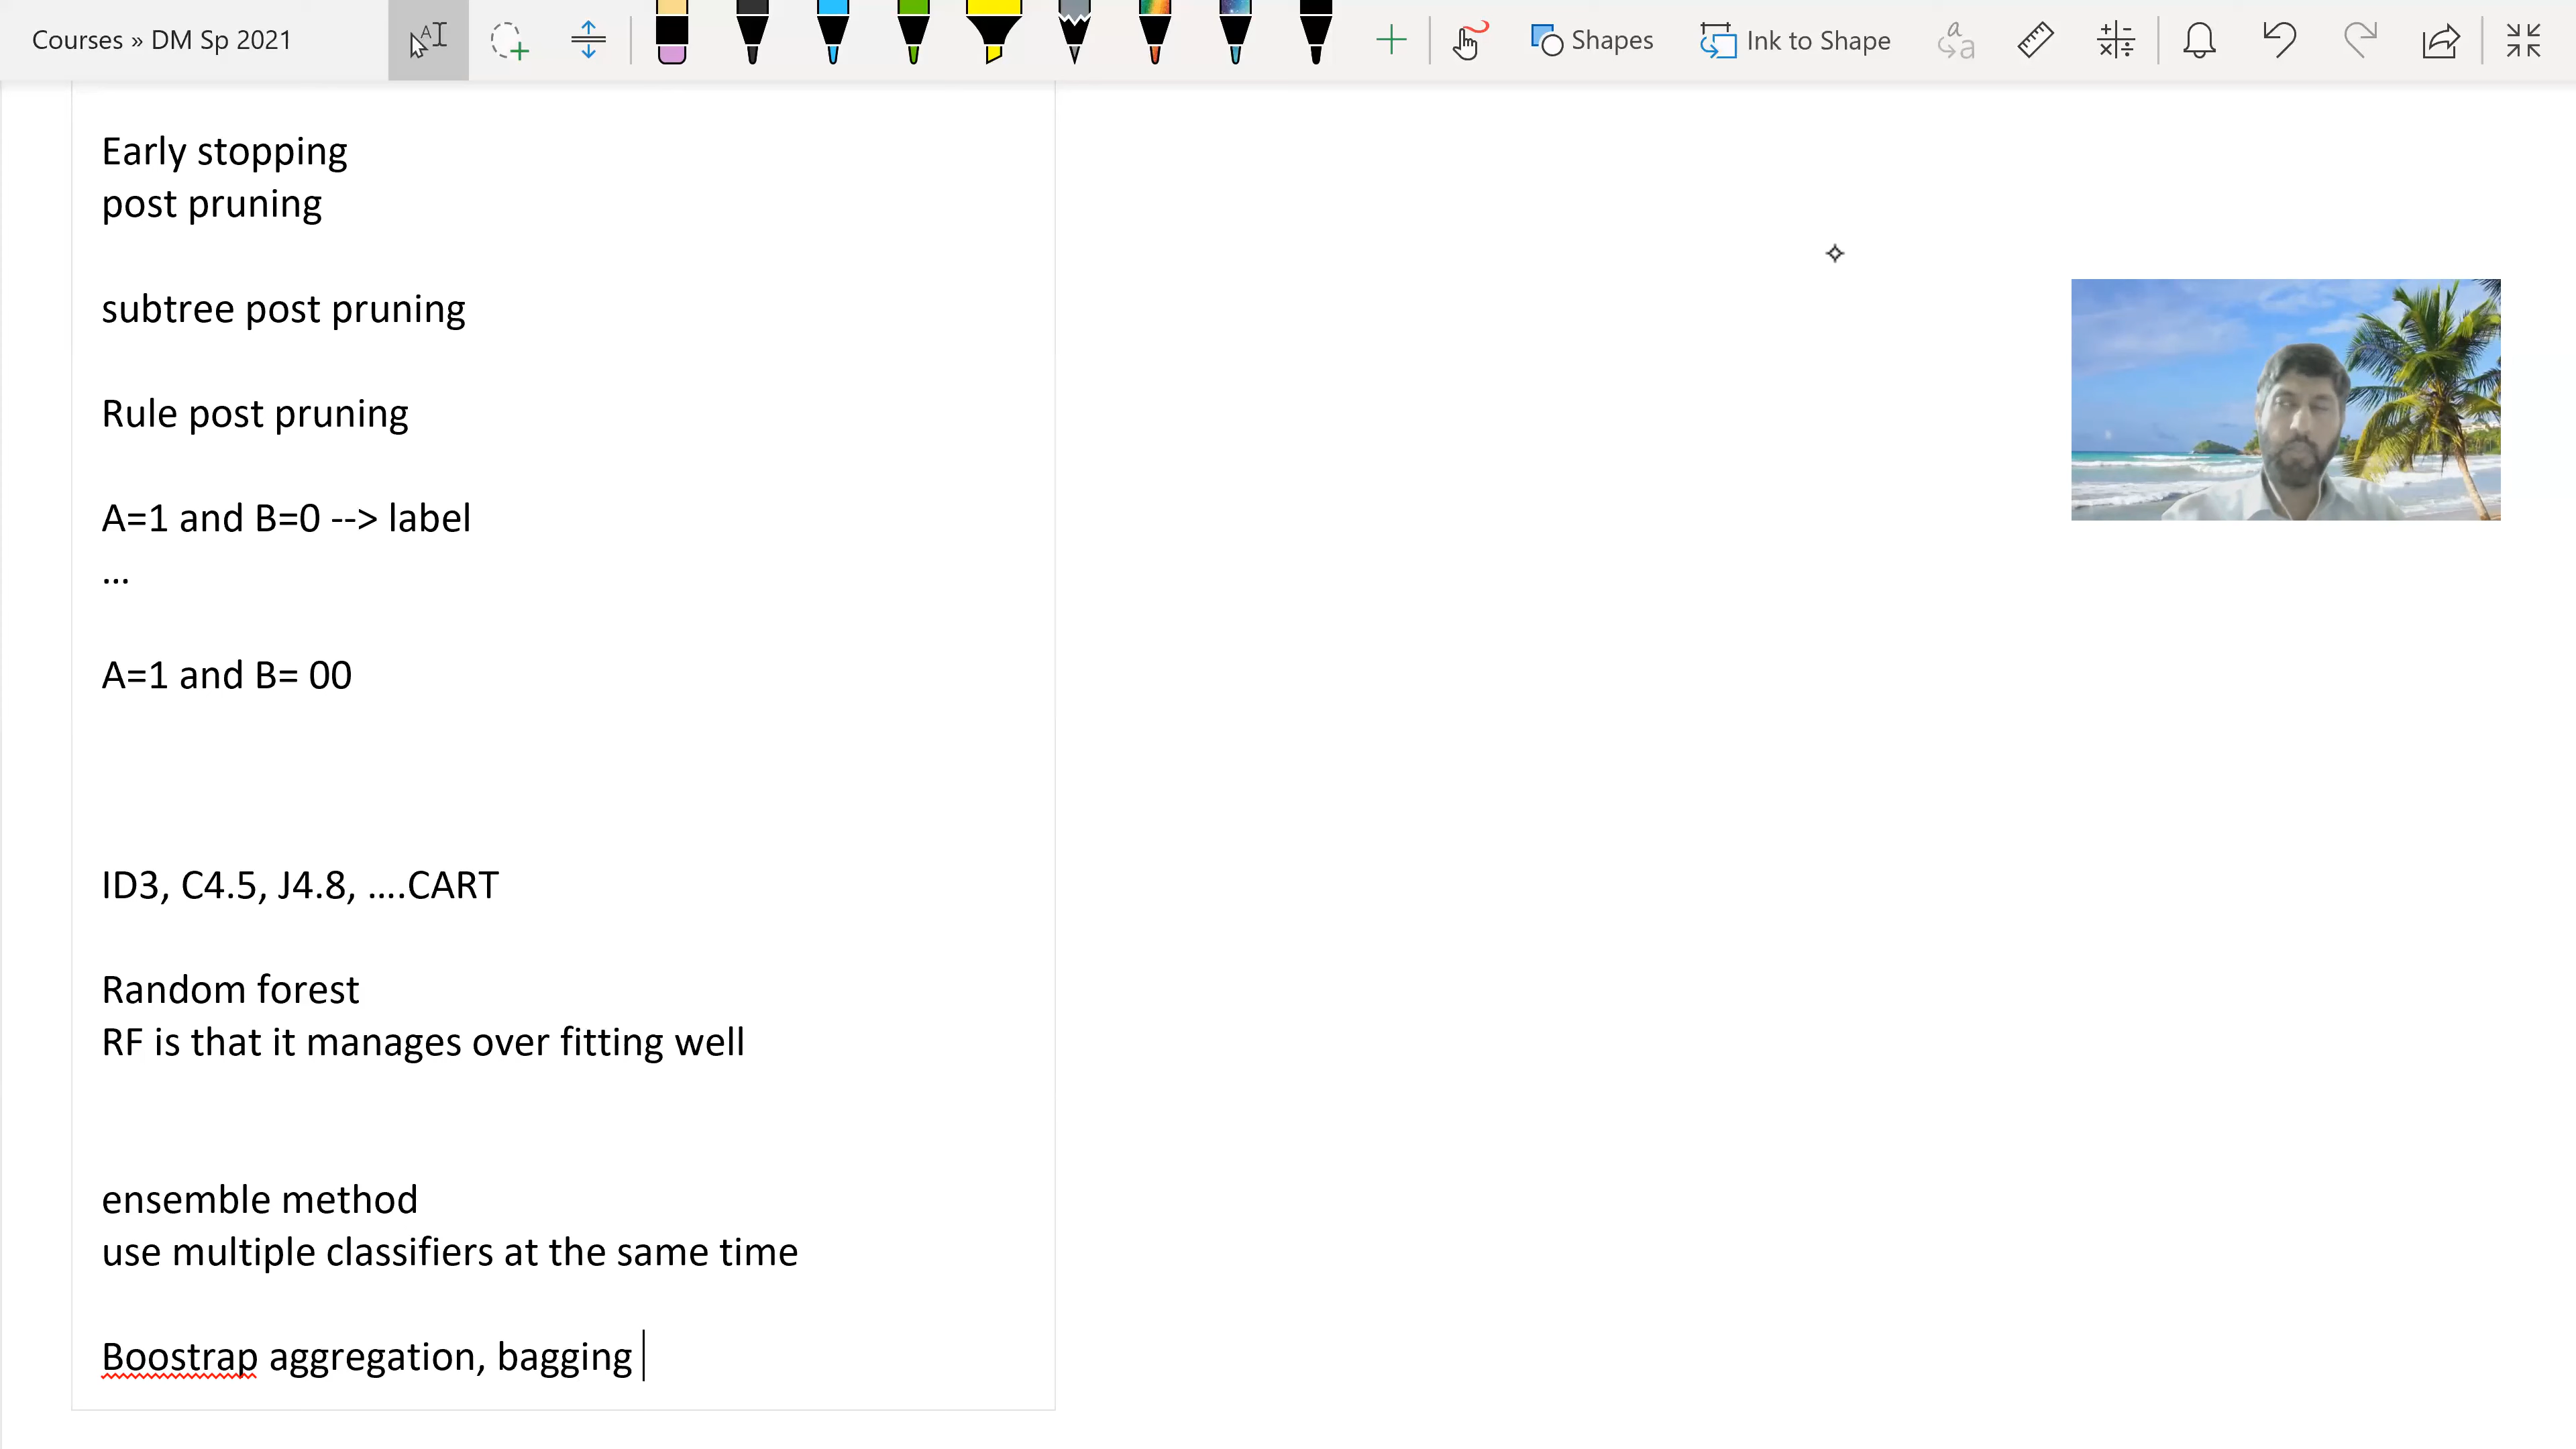 Courses » DM Sp 2021
Shapes
Ink to Shape
Early stopping
post pruning
subtree post pruning
Rule post pruning
A=1 and B=0 --> label
...
A=1 and B= 00
ID3, C4.5, J4.8, ....CART
Random forest
RF is that it manages over fitting well
ensemble method
use multiple classifiers at the same time
Boostrap aggregation, bagging